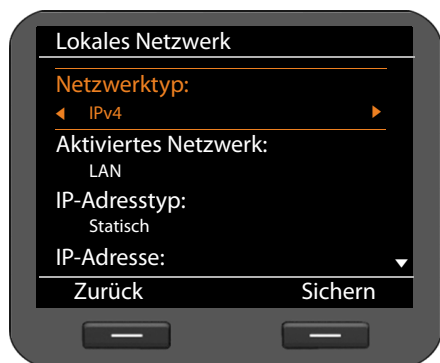 Lokales Netzwerk
Netzwerktyp:
IPv4
Aktiviertes Netzwerk:
LAN
IP-Adresstyp:
Statisch
IP-Adresse:
Zurück Sichern